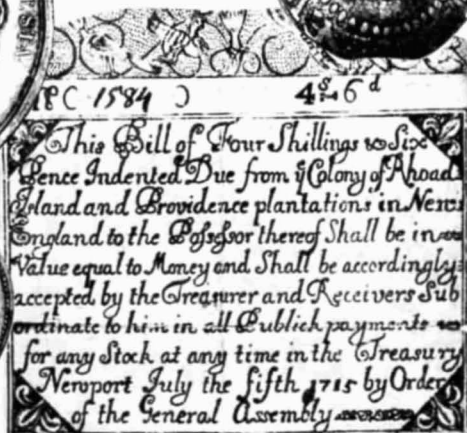 N̊ ( 1584 ) 4s 6d
This Bill of Four Shillings & Six
Pence Indented Due from ye Colony of Rhoad
Island and Providence plantations in New
England to the Possessor thereof Shall be in
Value equal to Money and Shall be accordingly
accepted by the Treasurer and Receivers Sub
ordinate to him in all Publick payments
for any Stock at any time in the Treasury
Newport July the fifth 1715 by Order
of the General Assembly